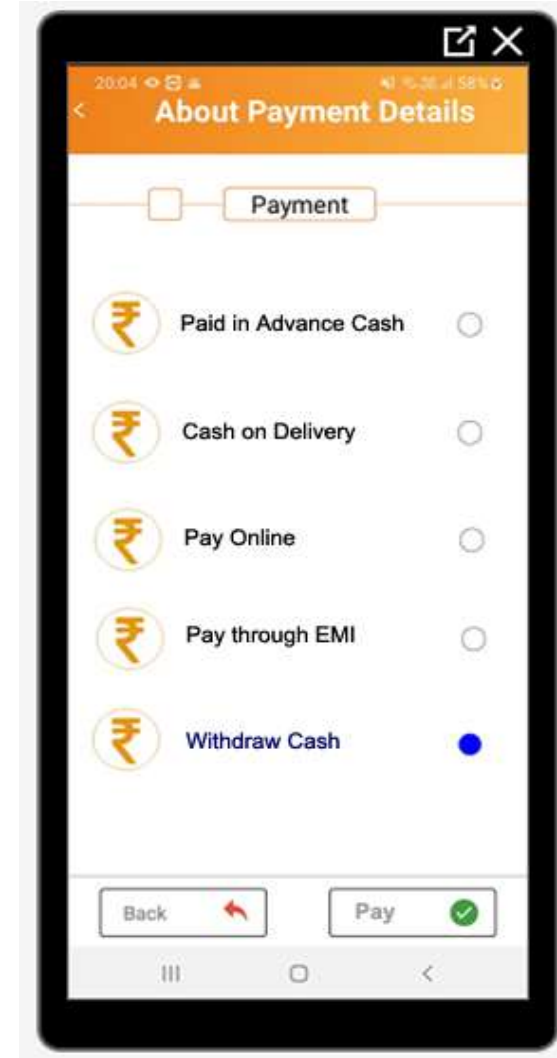 20:04
58%
About Payment Details
Payment
₹ Paid in Advance Cash
₹ Cash on Delivery
₹ Pay Online
₹ Pay through EMI
₹ Withdraw Cash
Back
Pay